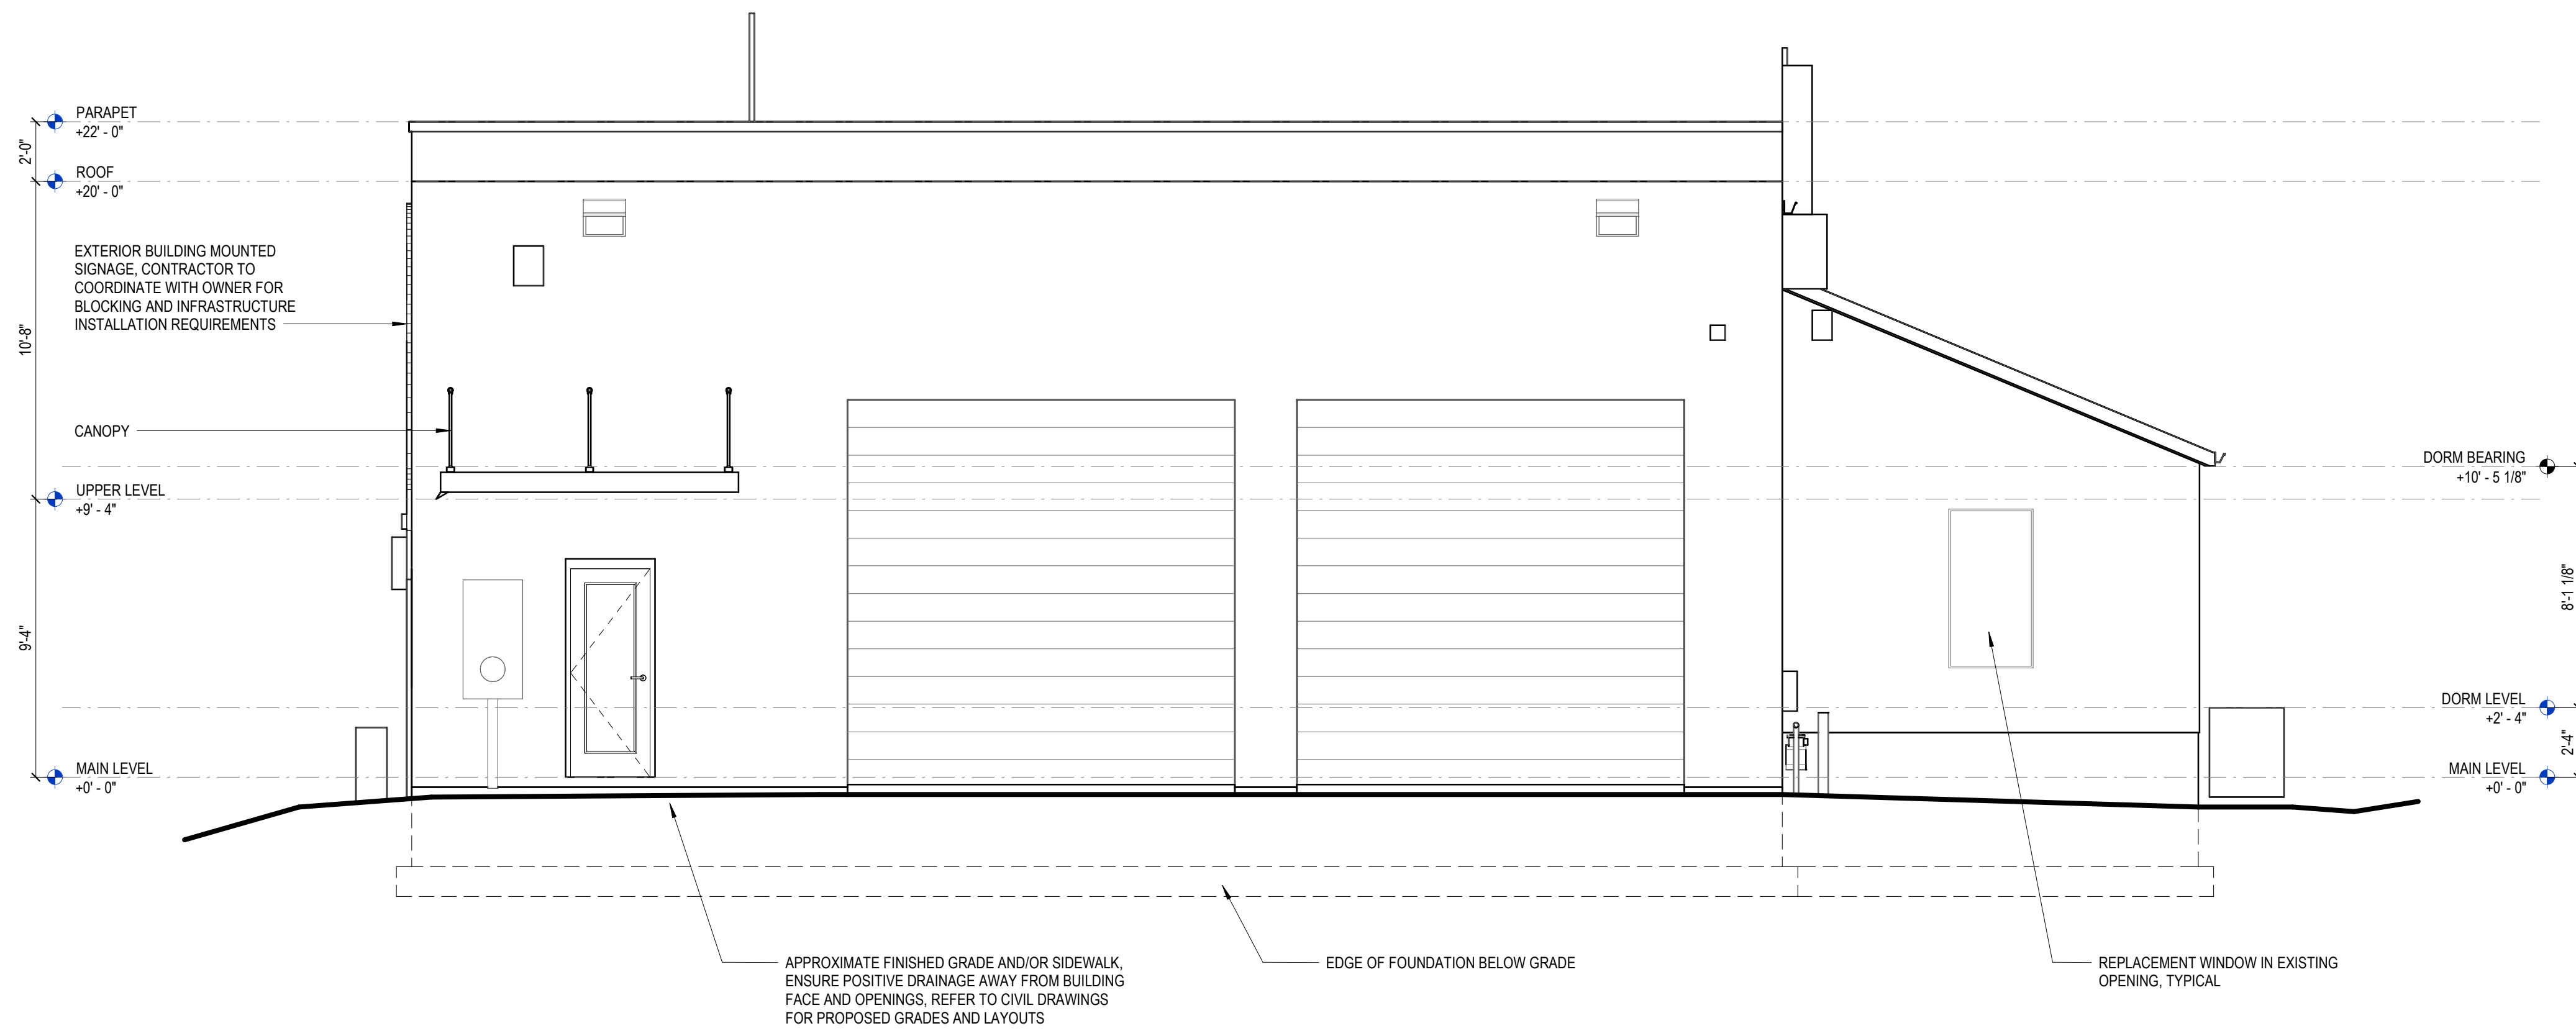 PARAPET
+22' - 0"
2'-0"
ROOF
+20' - 0"
EXTERIOR BUILDING MOUNTED
SIGNAGE, CONTRACTOR TO
COORDINATE WITH OWNER FOR
BLOCKING AND INFRASTRUCTURE
INSTALLATION REQUIREMENTS
10'-8"
CANOPY
UPPER LEVEL
+9' - 4"
9'-4"
MAIN LEVEL
+0' - 0"
DORM BEARING
+10' - 5 1/8"
8'-1 1/8"
DORM LEVEL
+2' - 4"
2'-4"
MAIN LEVEL
+0' - 0"
APPROXIMATE FINISHED GRADE AND/OR SIDEWALK,
ENSURE POSITIVE DRAINAGE AWAY FROM BUILDING
FACE AND OPENINGS, REFER TO CIVIL DRAWINGS
FOR PROPOSED GRADES AND LAYOUTS
EDGE OF FOUNDATION BELOW GRADE
REPLACEMENT WINDOW IN EXISTING
OPENING, TYPICAL